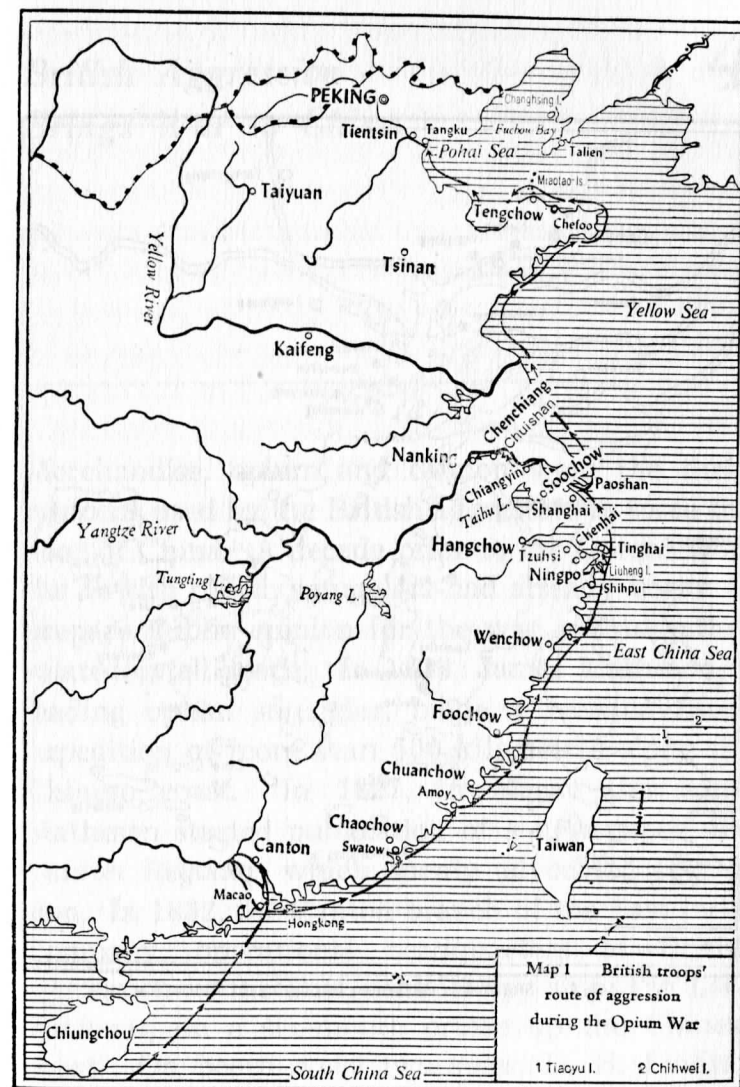 PEKING
Changhsing I.
Fuchou Bay
Tientsin
Tangku
Pohai Sea
Talien
Miaotao Is.
Taiyuan
Tengchow
Chefoo
Yellow River
Tsinan
Yellow Sea
Kaifeng
Chenchiang
Chuishan
Nanking
Chiangyin
Soochow
Paoshan
Taihu L.
Shanghai
Yangtze River
Hangchow
Chenhai
Tzuhsi
Tinghai
Tungting L.
Poyang L.
Ningpo
Liuheng I.
Shihpu
Wenchow
East China Sea
Foochow
2
1
Chuanchow
Amoy
Chaochow
Swatow
Taiwan
Canton
Macao
Hongkong
Chiungchou
South China Sea
Map 1 British troops'
route of aggression
during the Opium War
1 Tiaoyu I. 2 Chihwei I.